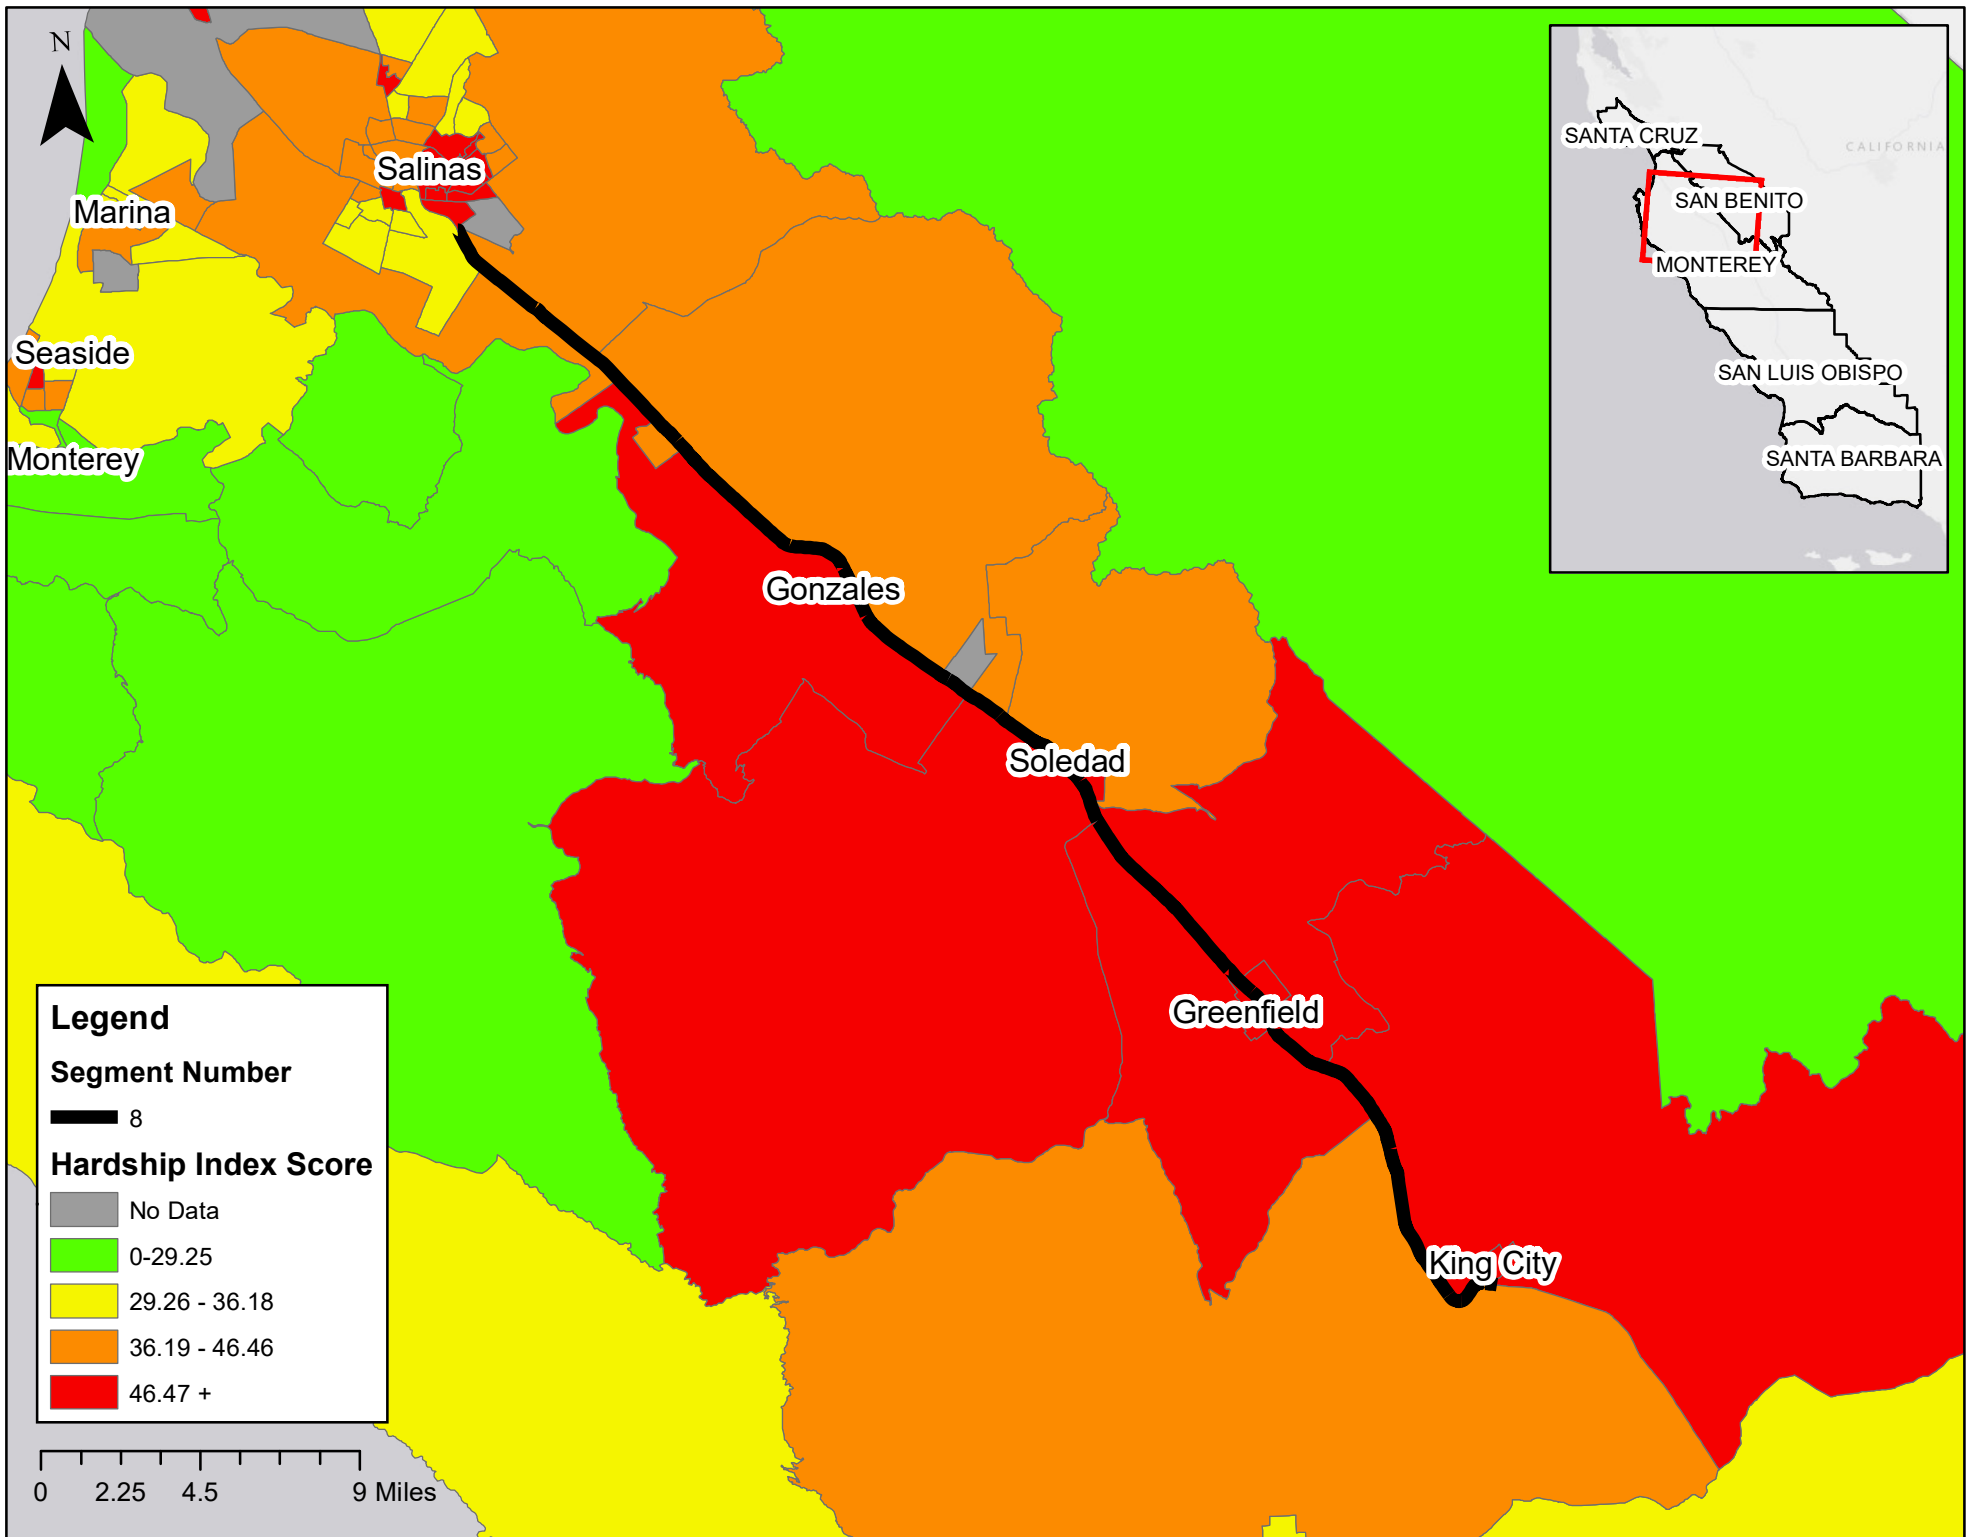 N
Salinas
Marina
Seaside
Monterey
Gonzales
Soledad
Greenfield
King City
SANTA CRUZ
CALIFORNIA
SAN BENITO
MONTEREY
SAN LUIS OBISPO
SANTA BARBARA
Legend
Segment Number
8
Hardship Index Score
No Data
0-29.25
29.26 - 36.18
36.19 - 46.46
46.47 +
0 2.25 4.5 9 Miles